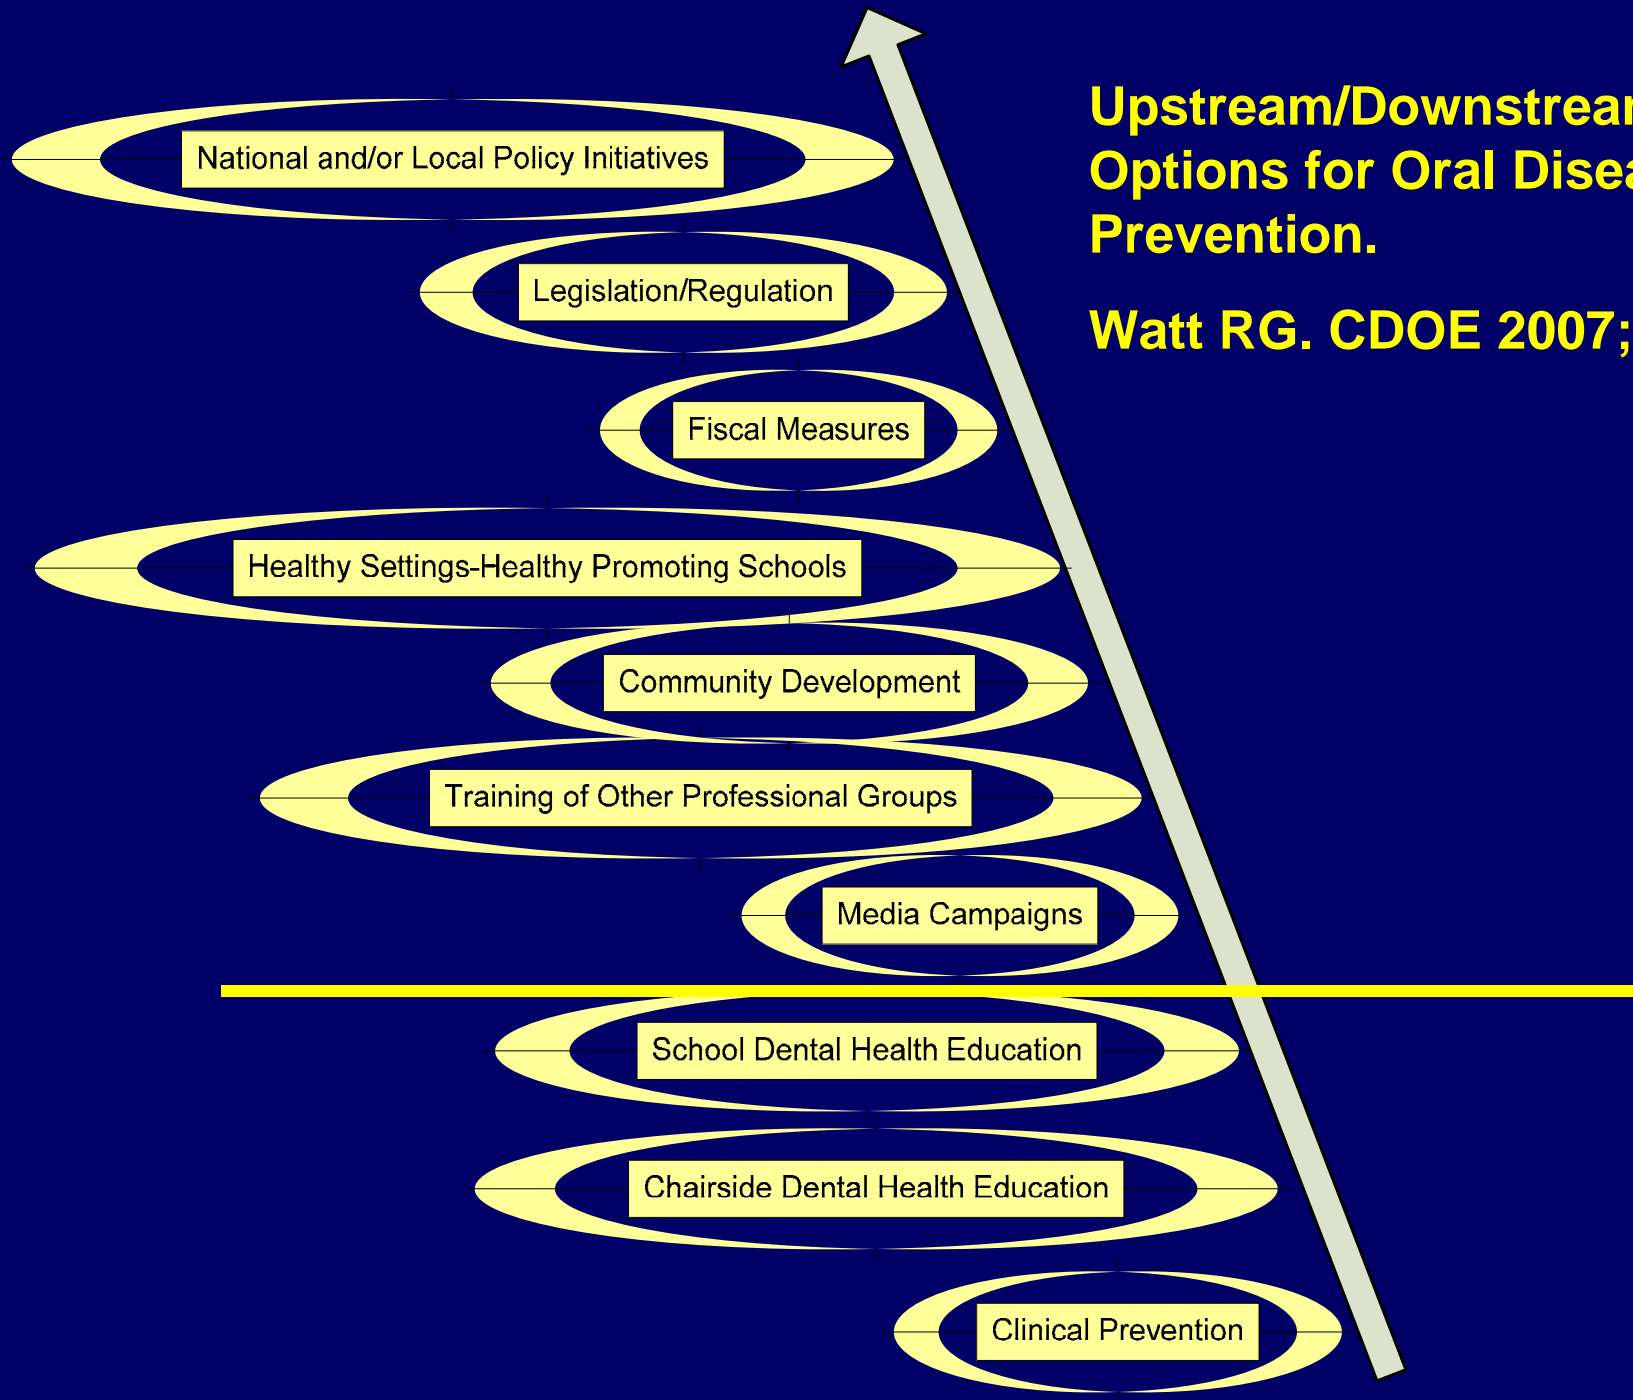 Upstream/Downstream
Options for Oral Disea
Prevention.
Watt RG. CDOE 2007;
National and/or Local Policy Initiatives
Legislation/Regulation
Fiscal Measures
Healthy Settings-Healthy Promoting Schools
Community Development
Training of Other Professional Groups
Media Campaigns
School Dental Health Education
Chairside Dental Health Education
Clinical Prevention